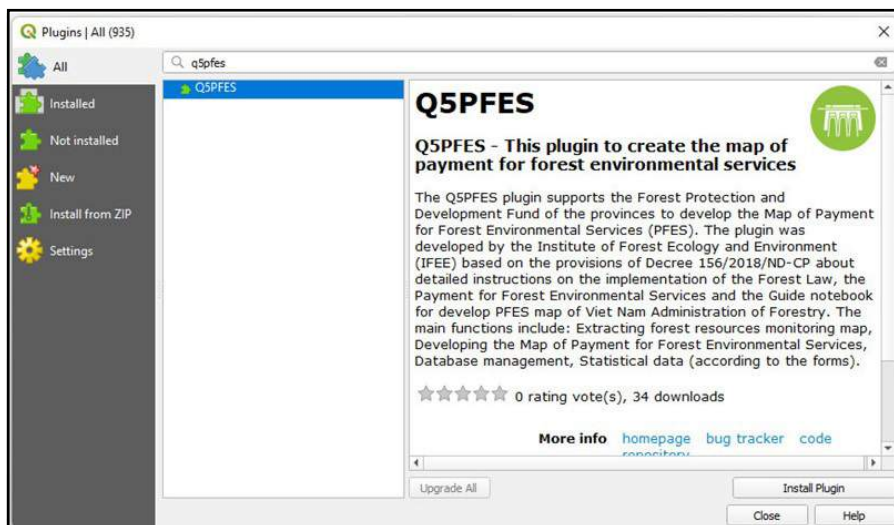 Plugins | All (935)
All
Installed
Not installed
New
Install from ZIP
Settings
q5pfes
Q5PFES
Q5PFES
Q5PFES - This plugin to create the map of
payment for forest environmental services
The Q5PFES plugin supports the Forest Protection and
Development Fund of the provinces to develop the Map of Payment
for Forest Environmental Services (PFES). The plugin was
developed by the Institute of Forest Ecology and Environment
(IFEE) based on the provisions of Decree 156/2018/ND-CP about
detailed instructions on the implementation of the Forest Law, the
Payment for Forest Environmental Services and the Guide notebook
for develop PFES map of Viet Nam Administration of Forestry. The
main functions include: Extracting forest resources monitoring map,
Developing the Map of Payment for Forest Environmental Services,
Database management, Statistical data (according to the forms).
0 rating vote(s), 34 downloads
More info homepage bug tracker code
repository
Upgrade All
Install Plugin
Close
Help